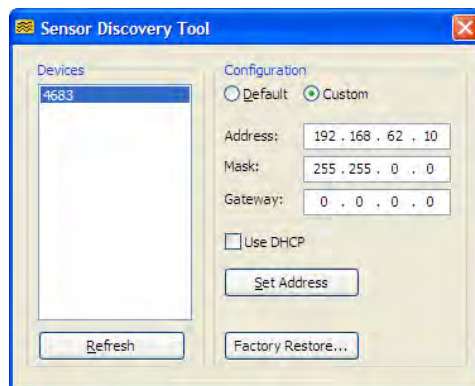 Sensor Discovery Tool
Devices
4683
Refresh
Configuration
Default Custom
Address: 192 . 168 . 62 . 10
Mask: 255 . 255 . 0 . 0
Gateway: 0 . 0 . 0 . 0
Use DHCP
Set Address
Factory Restore...